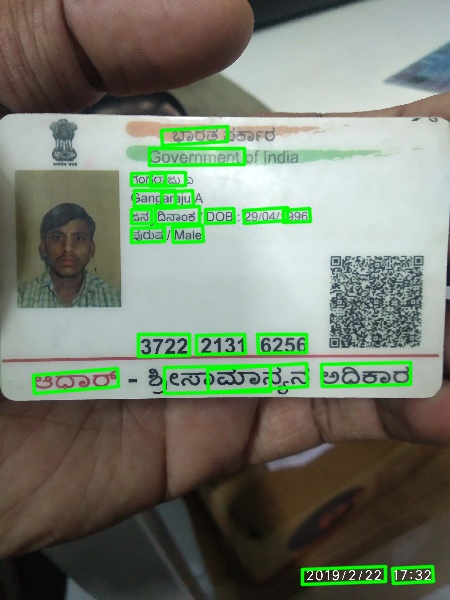 ಭಾರತ ಸರ್ಕಾರ
Government of India
ಗಂಗರಾಜು ಎ
Gangaraju A
ಜನ್ಮ ದಿನಾಂಕ / DOB : 29/04/1996
ಪುರುಷ / Male
3722 2131 6256
ಆಧಾರ್ - ಶ್ರೀಸಾಮಾನ್ಯನ ಅಧಿಕಾರ
2019/2/22 17:32